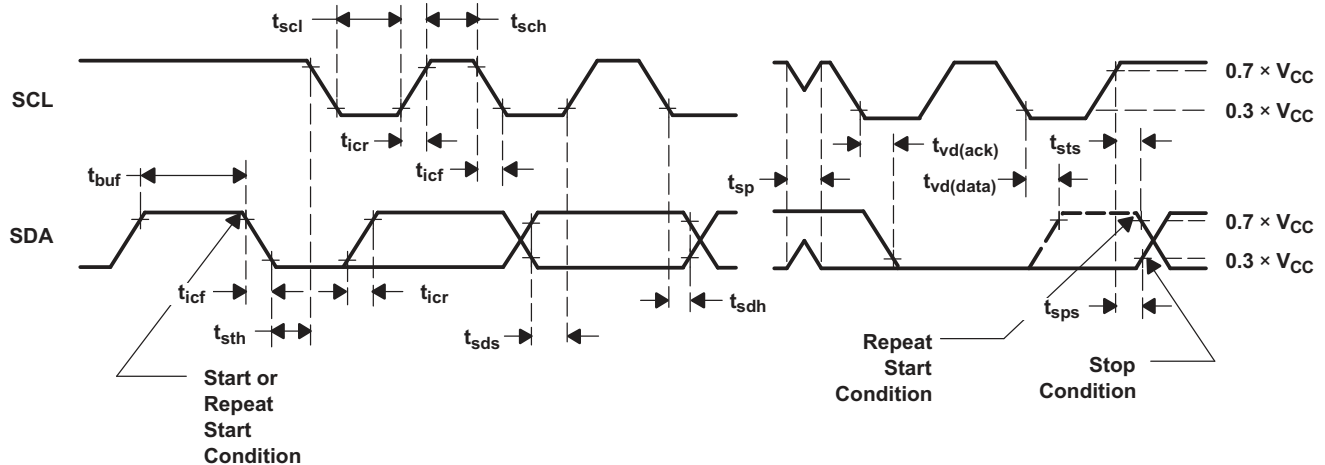 tscl
tsch
SCL
0.7 × VCC
0.3 × VCC
ticr
ticf
tbuf
tsp
tvd(ack)
tsts
tvd(data)
SDA
0.7 × VCC
0.3 × VCC
ticf
ticr
tsth
tsds
tsdh
tsps
Start or
Repeat
Start
Condition
Repeat
Start
Condition
Stop
Condition